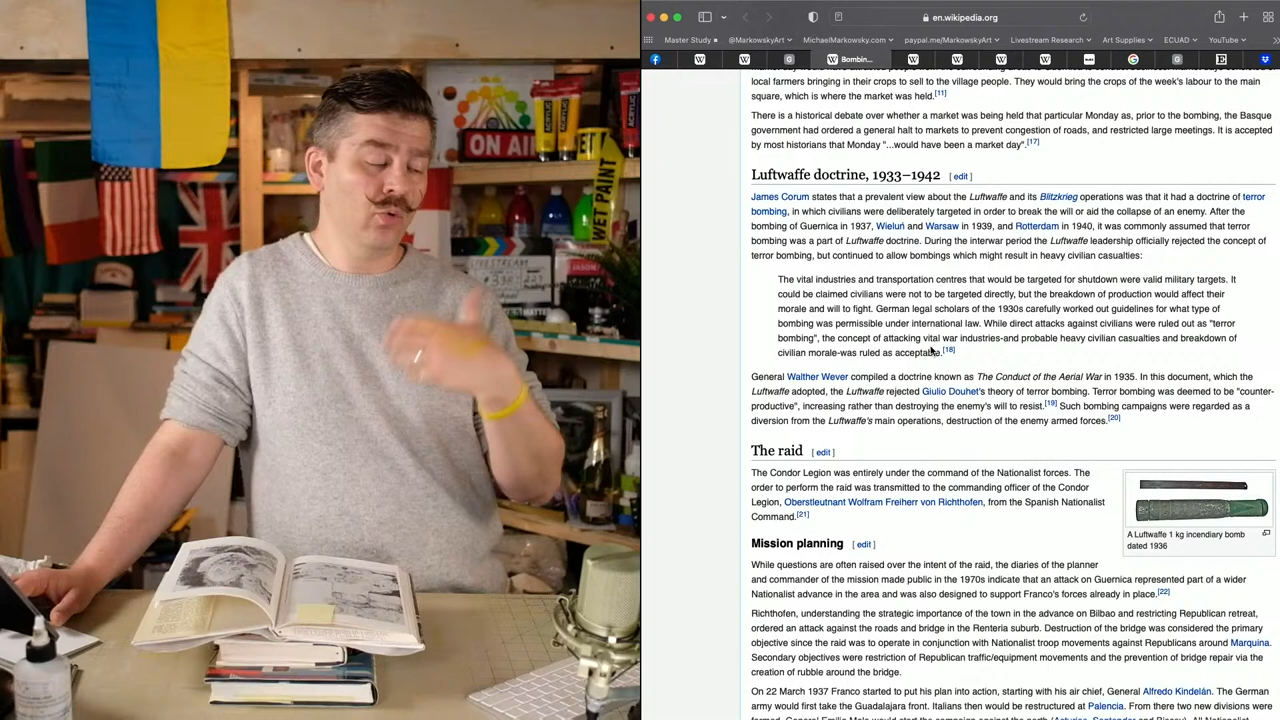 ON AIR
ACRYLIC
ACRYLIC
WET PAINT
LIVESTREAM
en.wikipedia.org
Master Study
@MarkowskyArt
MichaelMarkowsky.com
paypal.me/MarkowskyArt
Livestream Research
Art Supplies
ECUAD
YouTube
Bombin...
local farmers bringing in their crops to sell to the village people. They would bring the crops of the week's labour to the main
square, which is where the market was held.[11]
There is a historical debate over whether a market was being held that particular Monday as, prior to the bombing, the Basque
government had ordered a general halt to markets to prevent congestion of roads, and restricted large meetings. It is accepted
by most historians that Monday "...would have been a market day".[17]
Luftwaffe doctrine, 1933–1942 [ edit ]
James Corum states that a prevalent view about the Luftwaffe and its Blitzkrieg operations was that it had a doctrine of terror
bombing, in which civilians were deliberately targeted in order to break the will or aid the collapse of an enemy. After the
bombing of Guernica in 1937, Wieluń and Warsaw in 1939, and Rotterdam in 1940, it was commonly assumed that terror
bombing was a part of Luftwaffe doctrine. During the interwar period the Luftwaffe leadership officially rejected the concept of
terror bombing, but continued to allow bombings which might result in heavy civilian casualties:
The vital industries and transportation centres that would be targeted for shutdown were valid military targets. It
could be claimed civilians were not to be targeted directly, but the breakdown of production would affect their
morale and will to fight. German legal scholars of the 1930s carefully worked out guidelines for what type of
bombing was permissible under international law. While direct attacks against civilians were ruled out as "terror
bombing", the concept of attacking vital war industries-and probable heavy civilian casualties and breakdown of
civilian morale-was ruled as acceptable.[18]
General Walther Wever compiled a doctrine known as The Conduct of the Aerial War in 1935. In this document, which the
Luftwaffe adopted, the Luftwaffe rejected Giulio Douhet's theory of terror bombing. Terror bombing was deemed to be "counter-
productive", increasing rather than destroying the enemy's will to resist.[19] Such bombing campaigns were regarded as a
diversion from the Luftwaffe's main operations, destruction of the enemy armed forces.[20]
The raid [ edit ]
The Condor Legion was entirely under the command of the Nationalist forces. The
order to perform the raid was transmitted to the commanding officer of the Condor
Legion, Oberstleutnant Wolfram Freiherr von Richthofen, from the Spanish Nationalist
Command.[21]
A Luftwaffe 1 kg incendiary bomb
dated 1936
Mission planning [ edit ]
While questions are often raised over the intent of the raid, the diaries of the planner
and commander of the mission made public in the 1970s indicate that an attack on Guernica represented part of a wider
Nationalist advance in the area and was also designed to support Franco's forces already in place.[22]
Richthofen, understanding the strategic importance of the town in the advance on Bilbao and restricting Republican retreat,
ordered an attack against the roads and bridge in the Renteria suburb. Destruction of the bridge was considered the primary
objective since the raid was to operate in conjunction with Nationalist troop movements against Republicans around Marquina.
Secondary objectives were restriction of Republican traffic/equipment movements and the prevention of bridge repair via the
creation of rubble around the bridge.
On 22 March 1937 Franco started to put his plan into action, starting with his air chief, General Alfredo Kindelán. The German
army would first take the Guadalajara front. Italians then would be restructured at Palencia. From there two new divisions were